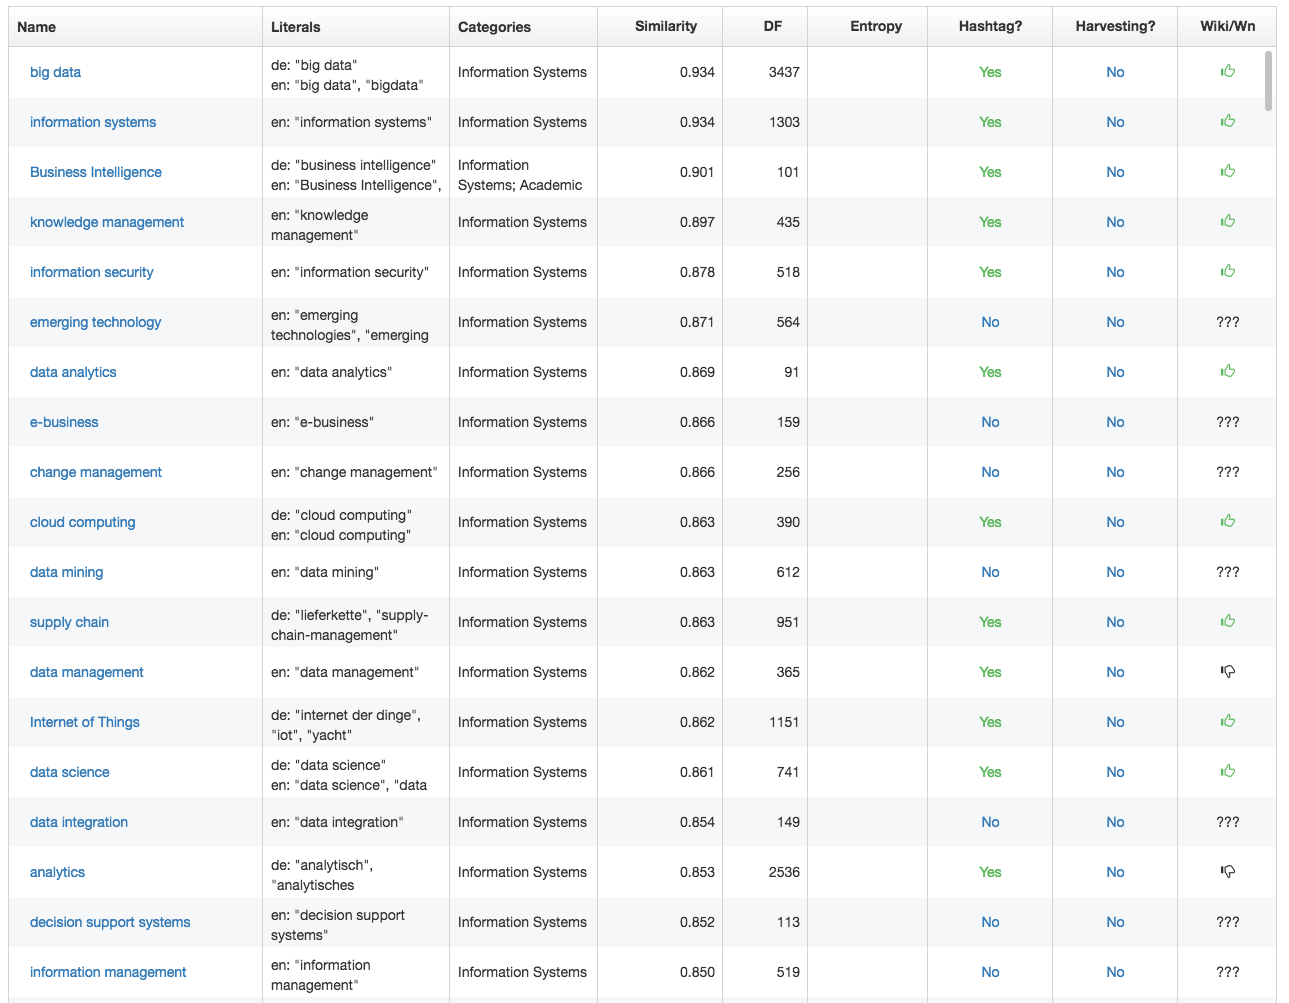 Name Literals Categories Similarity DF Entropy Hashtag? Harvesting? Wiki/Wn
big data de: "big data" Information Systems 0.934 3437 Yes No
en: "big data", "bigdata"
information systems en: "information systems" Information Systems 0.934 1303 Yes No
Business Intelligence de: "business intelligence" Information 0.901 101 Yes No
en: "Business Intelligence", Systems; Academic
knowledge management en: "knowledge Information Systems 0.897 435 Yes No
management"
information security en: "information security" Information Systems 0.878 518 Yes No
emerging technology en: "emerging Information Systems 0.871 564 No No ???
technologies", "emerging
data analytics en: "data analytics" Information Systems 0.869 91 Yes No
e-business en: "e-business" Information Systems 0.866 159 No No ???
change management en: "change management" Information Systems 0.866 256 No No ???
cloud computing de: "cloud computing" Information Systems 0.863 390 Yes No
en: "cloud computing"
data mining en: "data mining" Information Systems 0.863 612 No No ???
supply chain de: "lieferkette", "supply- Information Systems 0.863 951 Yes No
chain-management"
data management en: "data management" Information Systems 0.862 365 Yes No
Internet of Things de: "internet der dinge", Information Systems 0.862 1151 Yes No
"iot", "yacht"
data science de: "data science" Information Systems 0.861 741 Yes No
en: "data science", "data
data integration en: "data integration" Information Systems 0.854 149 No No ???
analytics de: "analytisch", Information Systems 0.853 2536 Yes No
"analytisches
decision support systems en: "decision support Information Systems 0.852 113 No No ???
systems"
information management en: "information Information Systems 0.850 519 No No ???
management"